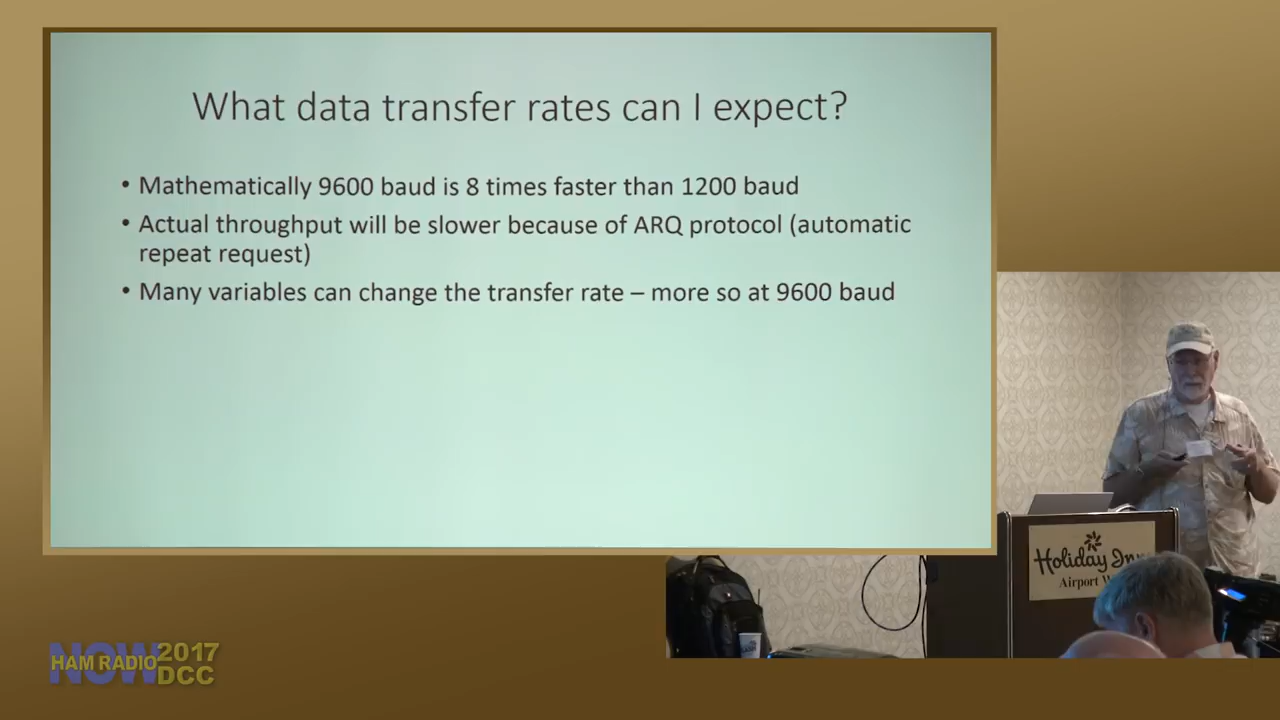 What data transfer rates can I expect?
• Mathematically 9600 baud is 8 times faster than 1200 baud
• Actual throughput will be slower because of ARQ protocol (automatic
repeat request)
• Many variables can change the transfer rate – more so at 9600 baud
Holiday Inn
Airport
NOW
HAM RADIO
2017
DCC